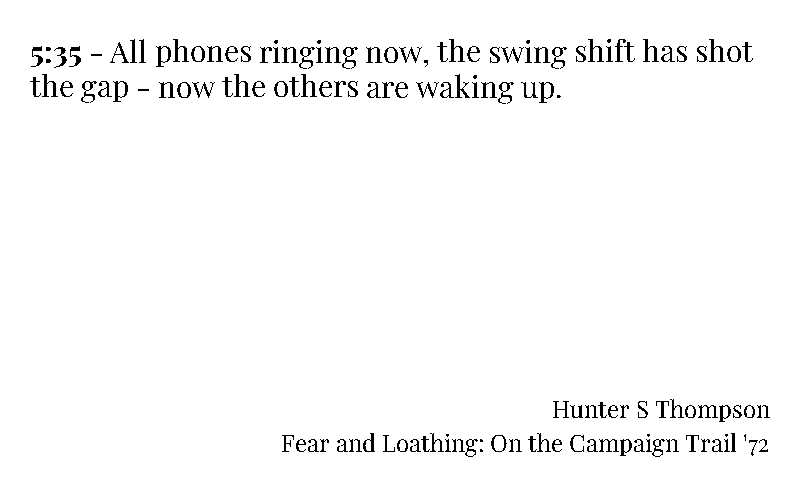 5:35 – All phones ringing now, the swing shift has shot
the gap – now the others are waking up.
Hunter S Thompson
Fear and Loathing: On the Campaign Trail '72